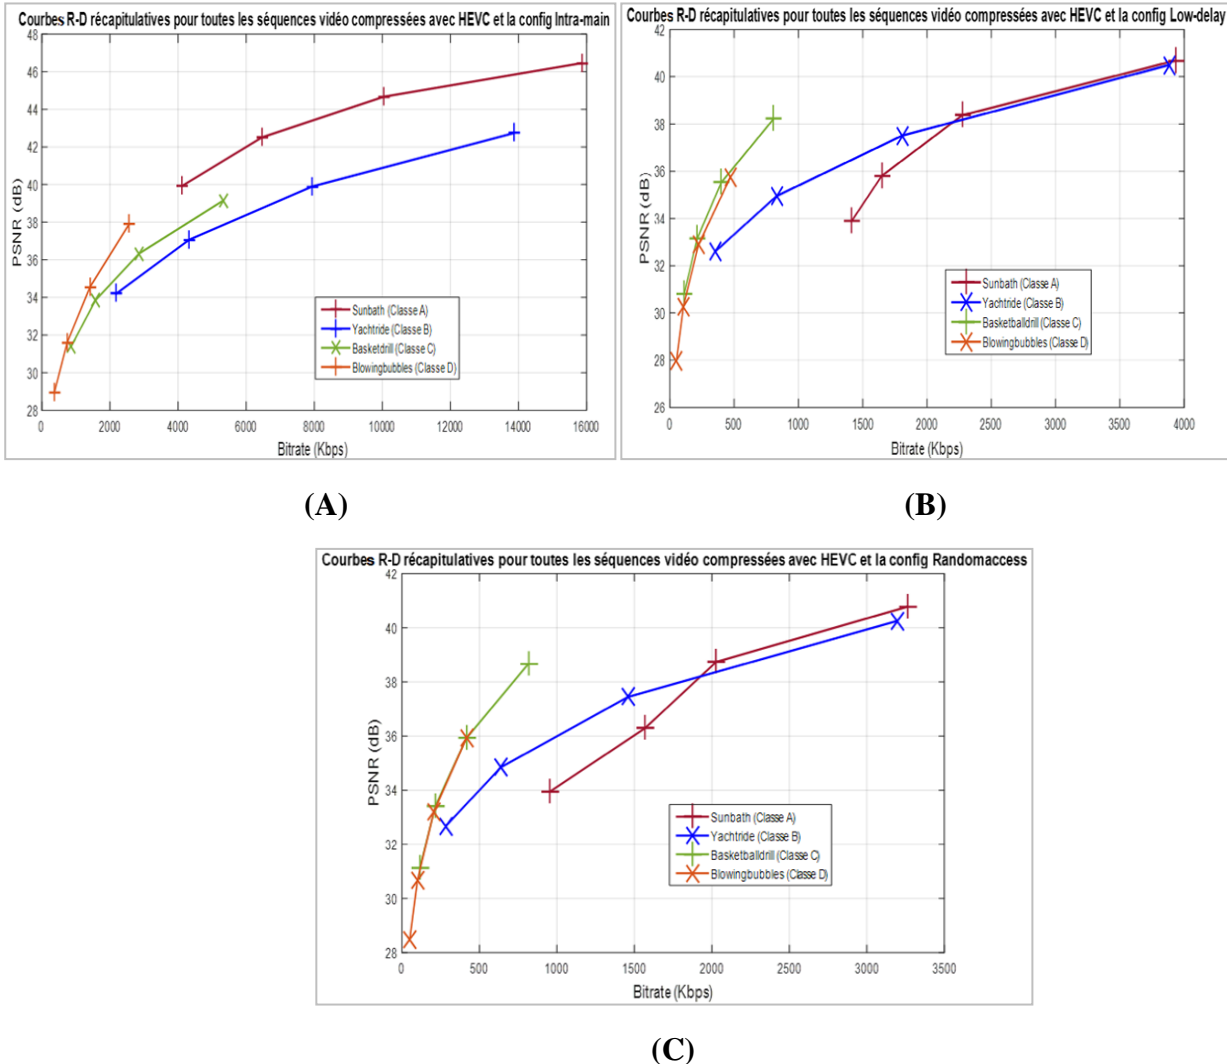 Courbes R-D récapitulatives pour toutes les séquences vidéo compressées avec HEVC et la config Intra-main
48
46
44
42
40
38
36
34
32
30
28
PSNR (dB)
0 2000 4000 6000 8000 10000 12000 14000 16000
Bitrate (Kbps)
Sunbath (Classe A)
Yachtride (Classe B)
Basketdrill (Classe C)
Blowingbubbles (Classe D)
(A)
Courbes R-D récapitulatives pour toutes les séquences vidéo compressées avec HEVC et la config Low-delay
42
40
38
36
34
32
30
28
26
PSNR (dB)
0 500 1000 1500 2000 2500 3000 3500 4000
Bitrate (Kbps)
Sunbath (Classe A)
Yachtride (Classe B)
Basketballdrill (Classe C)
Blowingbubbles (Classe D)
(B)
Courbes R-D récapitulatives pour toutes les séquences vidéo compressées avec HEVC et la config Randomaccess
42
40
38
36
34
32
30
28
PSNR (dB)
0 500 1000 1500 2000 2500 3000 3500
Bitrate (Kbps)
Sunbath (Classe A)
Yachtride (Classe B)
Basketballdrill (Classe C)
Blowingbubbles (Classe D)
(C)